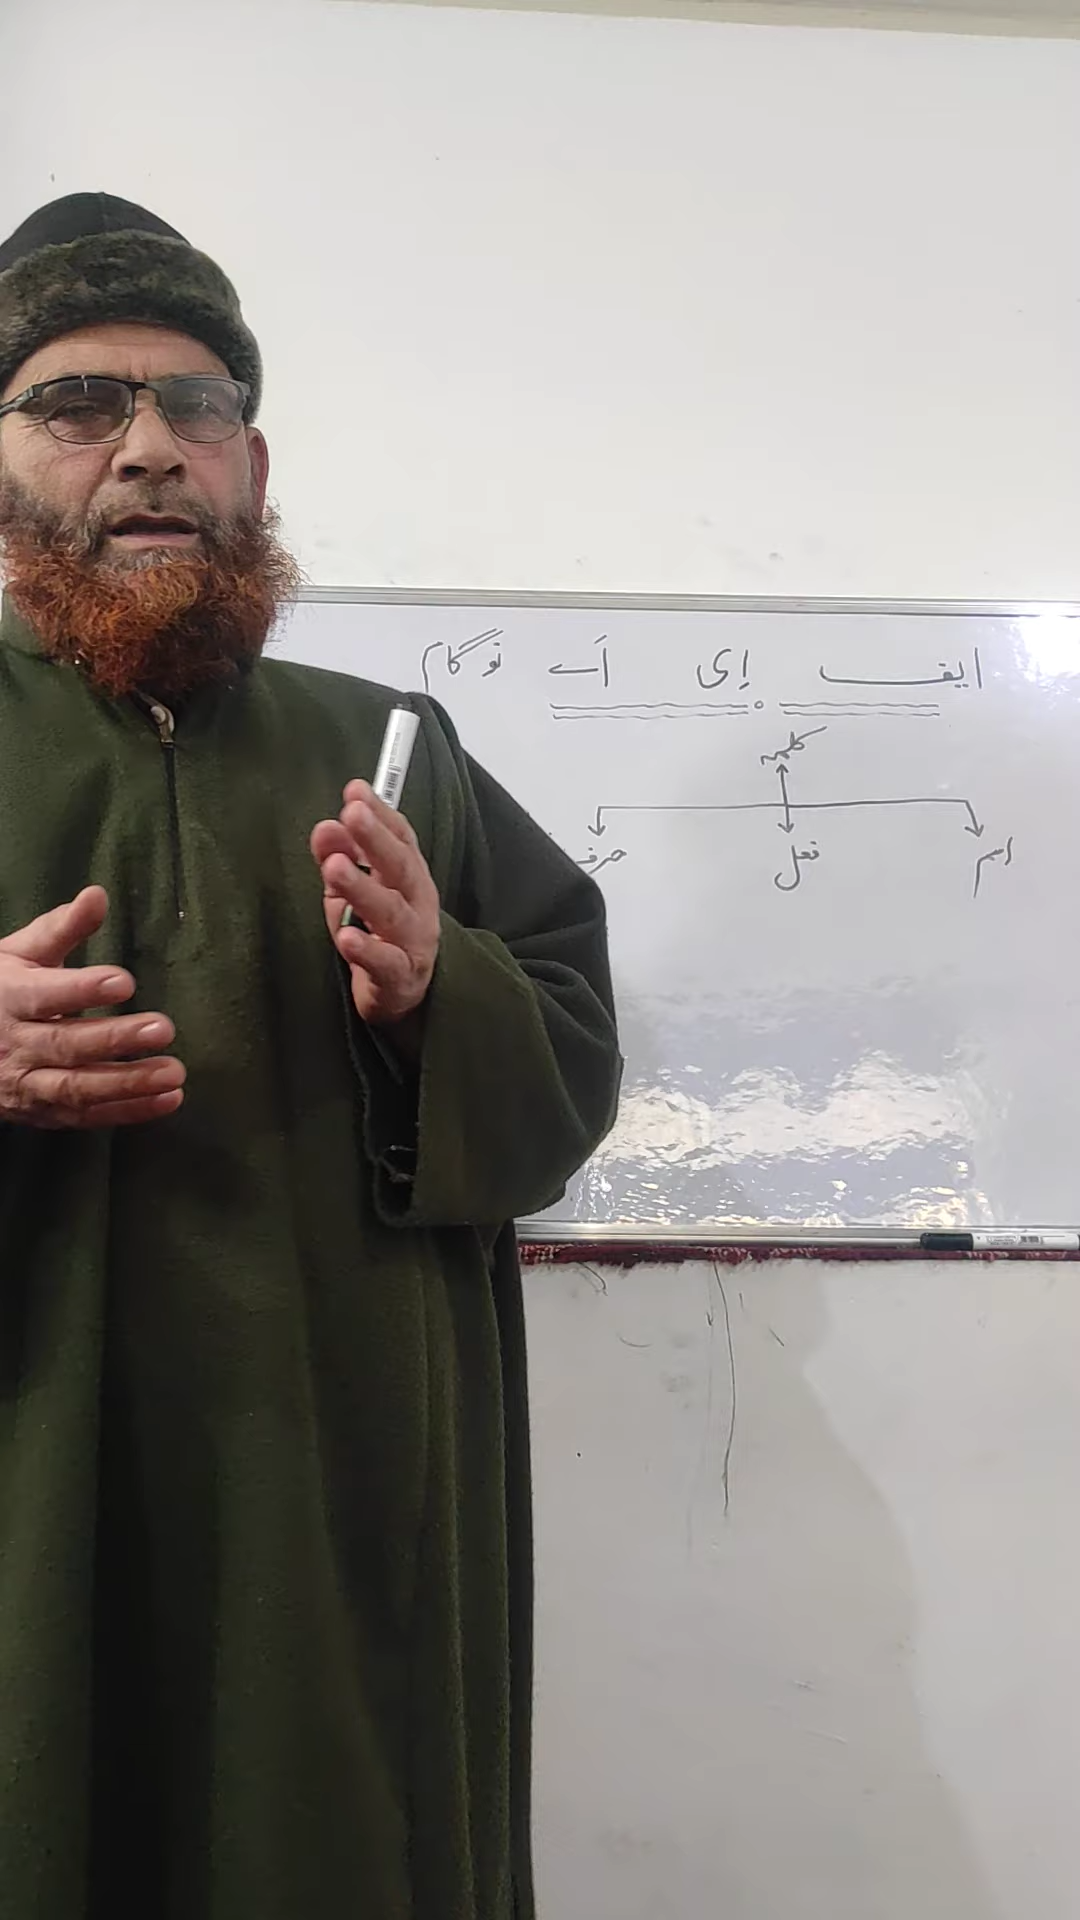 ایف اِی اَے نوگام
کلمہ
اسم فعل حرف